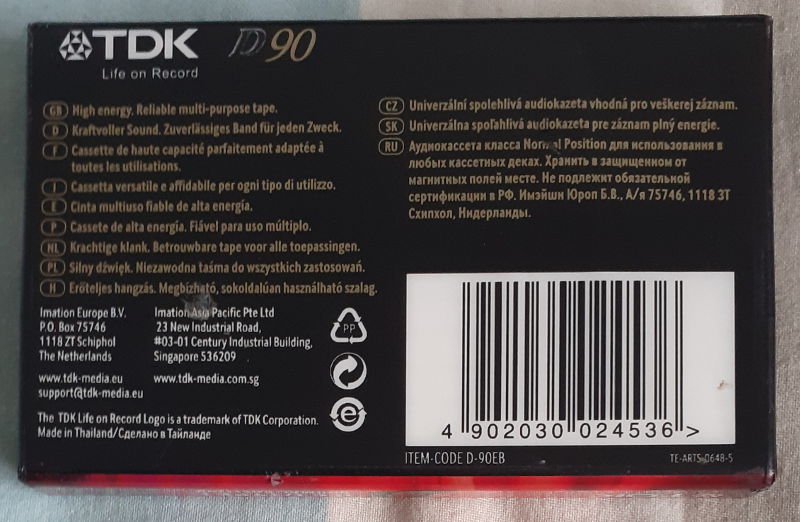 TDK D90
Life on Record
GB High energy. Reliable multi-purpose tape.
D Kraftvoller Sound. Zuverlässiges Band für jeden Zweck.
F Cassette de haute capacité parfaitement adaptée à
toutes les utilisations.
I Cassetta versatile e affidabile per ogni tipo di utilizzo.
E Cinta multiuso fiable de alta energía.
P Cassete de alta energia. Fiável para uso múltiplo.
NL Krachtige klank. Betrouwbare tape voor alle toepassingen.
PL Silny dźwięk. Niezawodna taśma do wszystkich zastosowań.
H Erőteljes hangzás. Megbízható, sokoldalúan használható szalag.
CZ Univerzální spolehlivá audiokazeta vhodná pro veškerej záznam.
SK Univerzálna spoľahlivá audiokazeta pre záznam plný energie.
RU Аудиокассета класса Normal Position для использования в
любых кассетных деках. Хранить в защищенном от
магнитных полей месте. Не подлежит обязательной
сертификации в РФ. Имэйшн Юроп Б.В., А/я 75746, 1118 ЗТ
Схипхол, Нидерланды.
Imation Europe B.V.
P.O. Box 75746
1118 ZT Schiphol
The Netherlands
www.tdk-media.eu
support@tdk-media.eu
Imation Asia Pacific Pte Ltd
23 New Industrial Road,
#03-01 Century Industrial Building,
Singapore 536209
www.tdk-media.com.sg
PP
e
The TDK Life on Record Logo is a trademark of TDK Corporation.
Made in Thailand/Сделано в Таиланде
4 902030 024536 >
ITEM-CODE D-90EB
TE-ARTS-0648-5